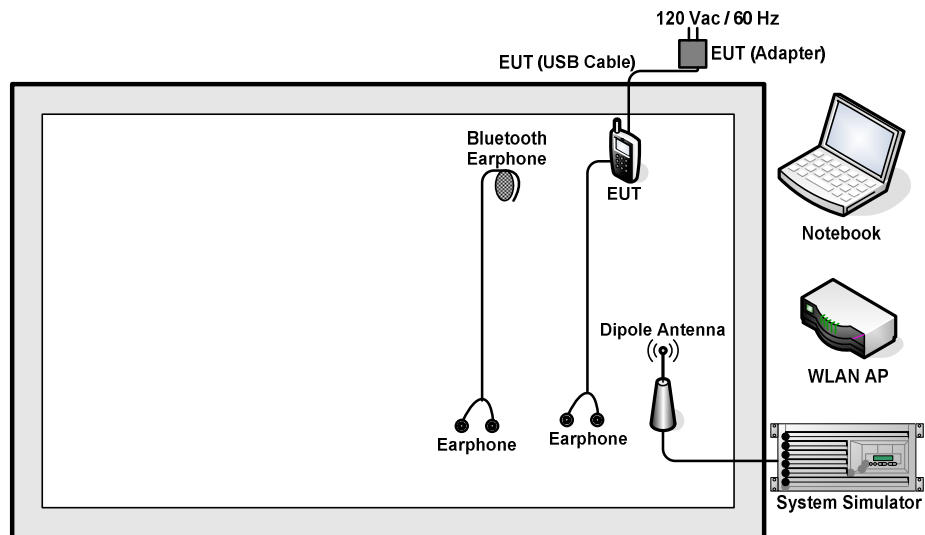 120 Vac / 60 Hz
EUT (Adapter)
EUT (USB Cable)
Bluetooth
Earphone
EUT
Notebook
Dipole Antenna
WLAN AP
Earphone
Earphone
System Simulator